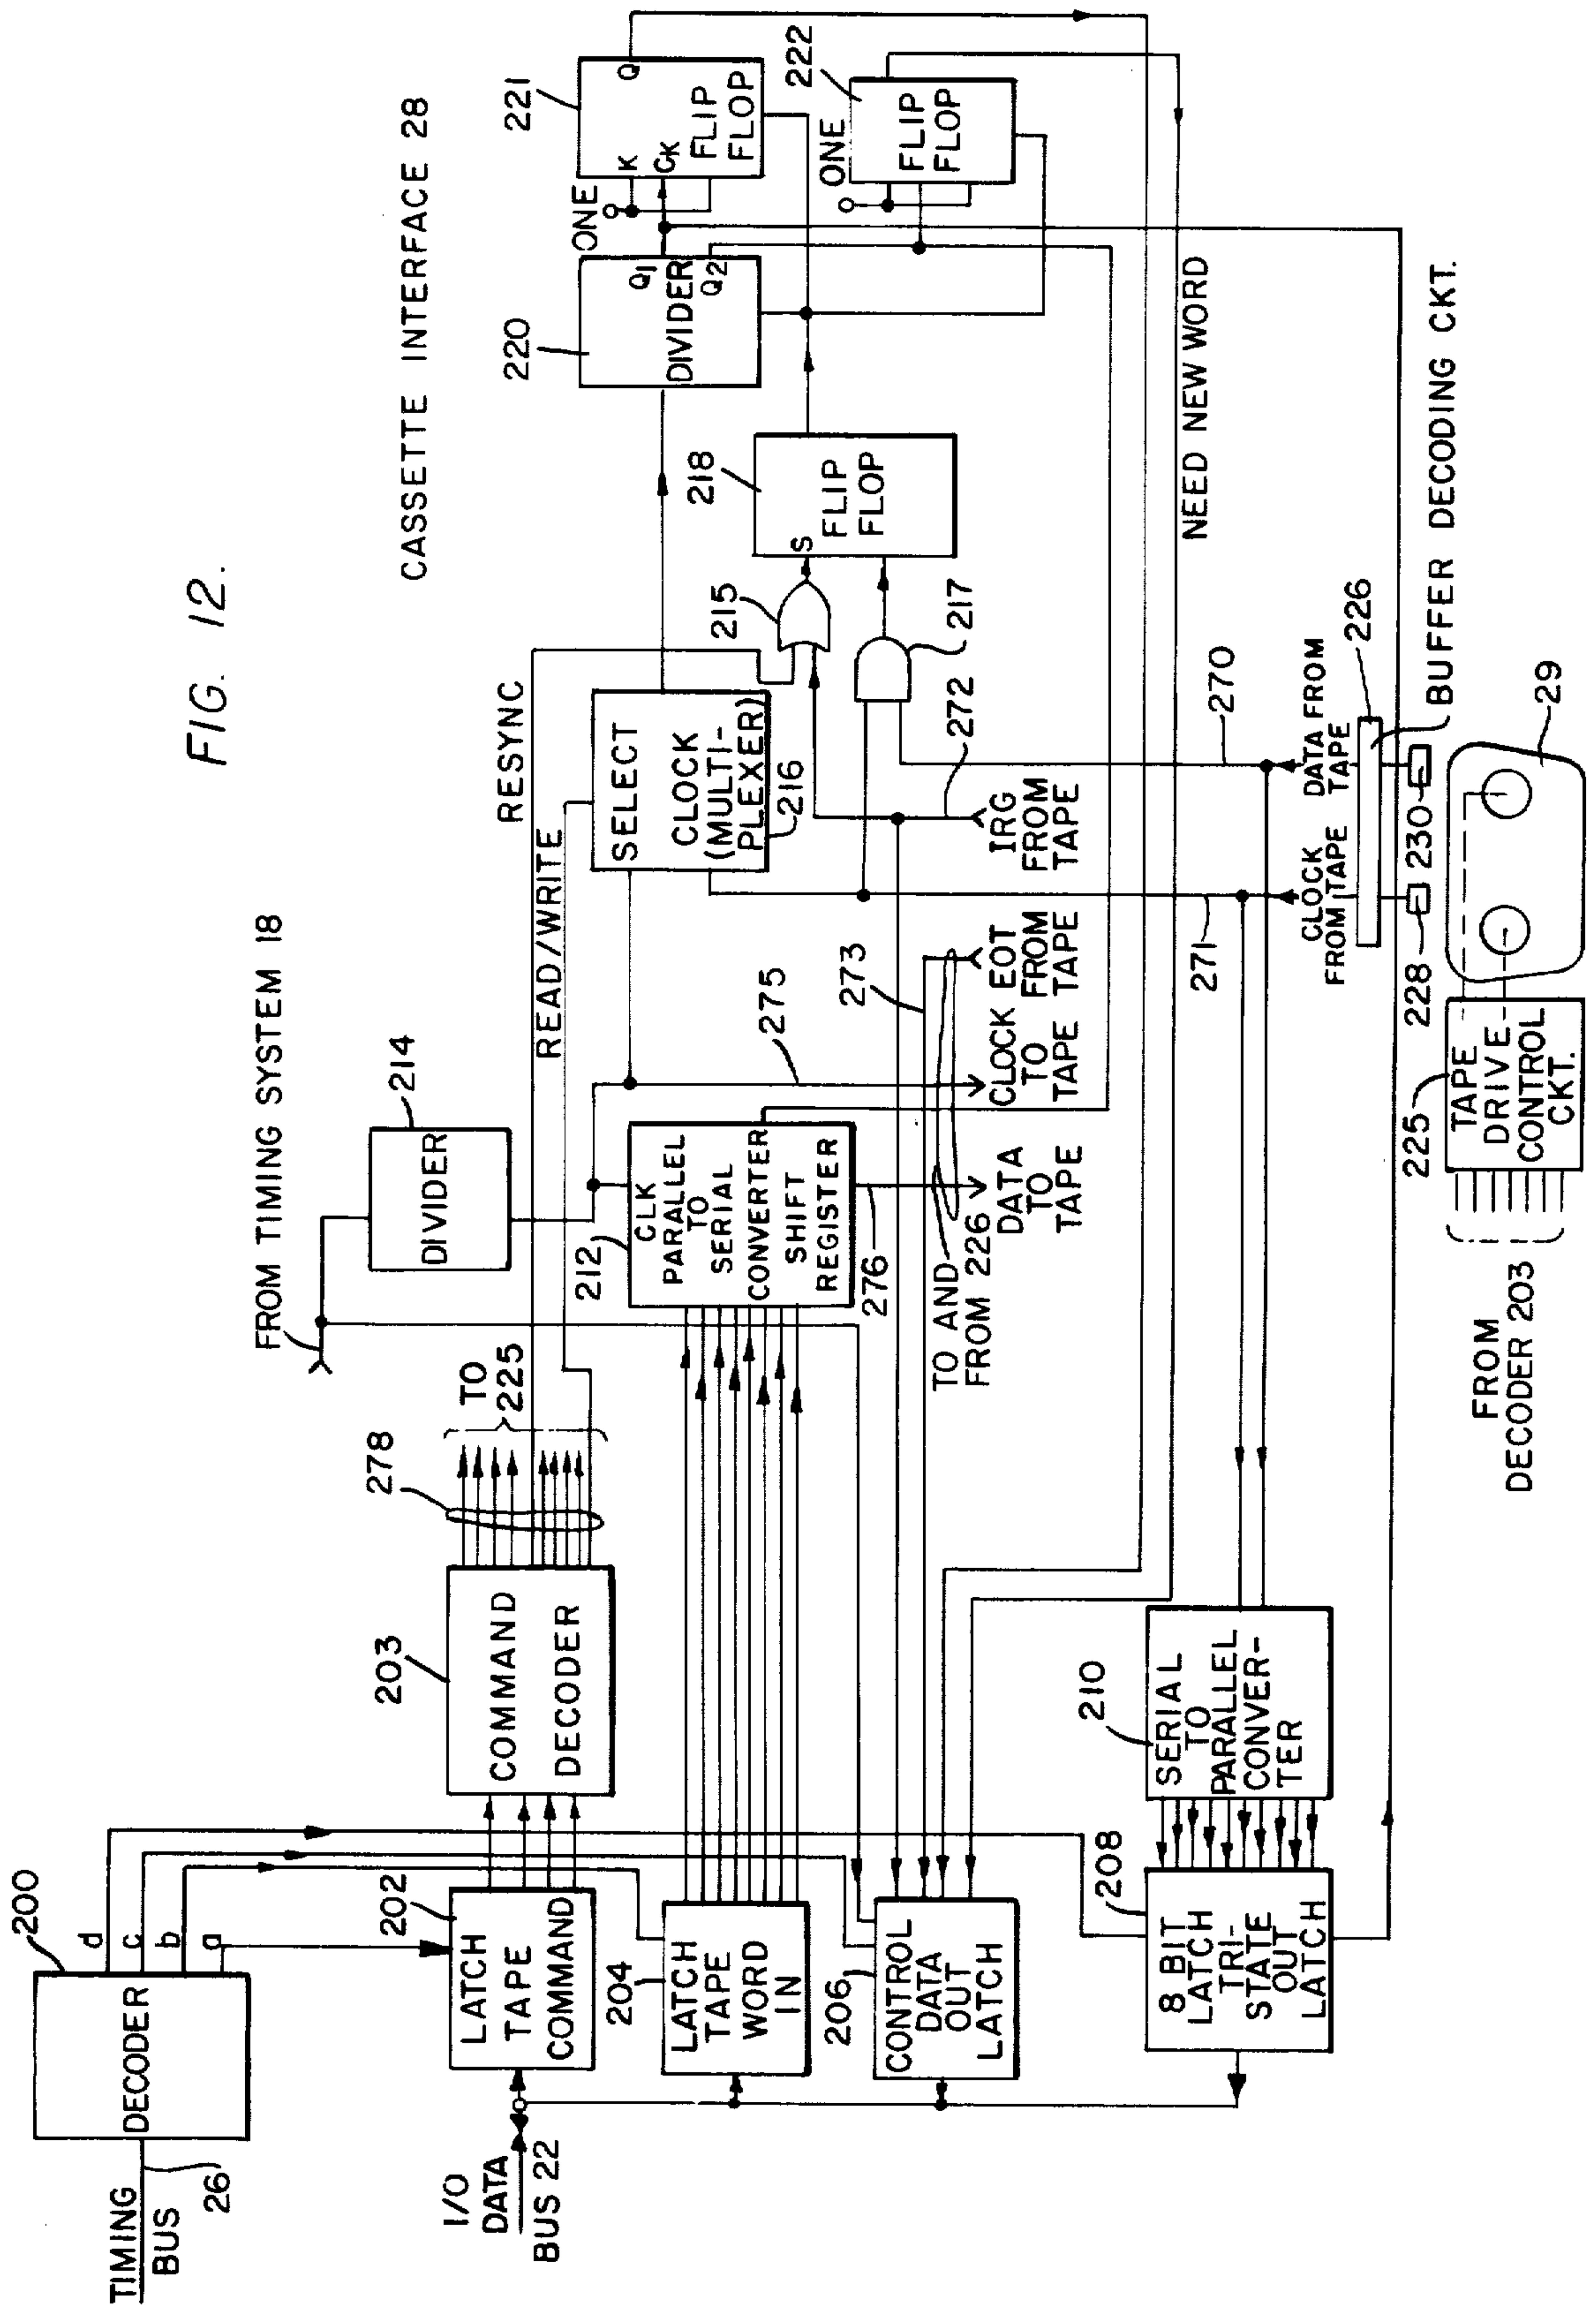 FIG. 12.
CASSETTE INTERFACE 28
TIMING
BUS
26
200
DECODER
d
c
b
a
I/O
DATA
BUS 22
202
LATCH
TAPE
COMMAND
203
COMMAND
DECODER
278
TO
225
FROM TIMING SYSTEM 18
214
DIVIDER
READ/WRITE
RESYNC
204
LATCH
TAPE
WORD
IN
212
CLK
PARALLEL
TO
SERIAL
CONVERTER
SHIFT
REGISTER
276
275
SELECT
CLOCK
(MULTI-
PLEXER)
216
215
217
218
S
FLIP
FLOP
220
DIVIDER
Q1
Q2
ONE
221
K
CK
Q
FLIP
FLOP
ONE
222
FLIP
FLOP
206
CONTROL
DATA
OUT
LATCH
TO AND
FROM 226
DATA
TO
TAPE
273
CLOCK
TO
TAPE
EOT
FROM
TAPE
IRG
FROM
TAPE
272
271
270
NEED NEW WORD
208
8 BIT
LATCH
TRI-
STATE
OUT
LATCH
210
SERIAL
TO
PARALLEL
CONVER-
TER
CLOCK
FROM TAPE
DATA FROM
TAPE
226
BUFFER DECODING CKT.
228
230
29
225
TAPE
DRIVE
CONTROL
CKT.
FROM
DECODER 203